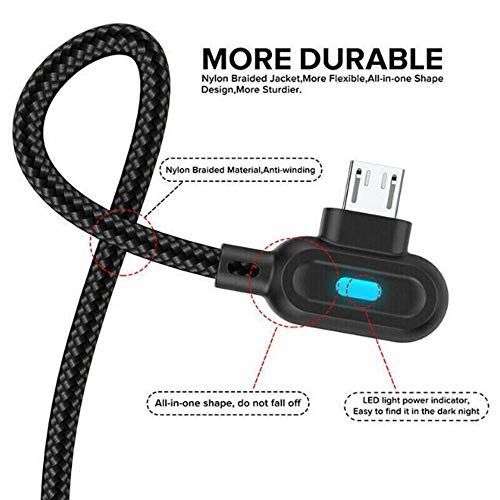 MORE DURABLE
Nylon Braided Jacket,More Flexible,All-in-one Shape
Design,More Sturdier.
Nylon Braided Material,Anti-winding
All-in-one shape, do not fall off
LED light power indicator,
Easy to find it in the dark night